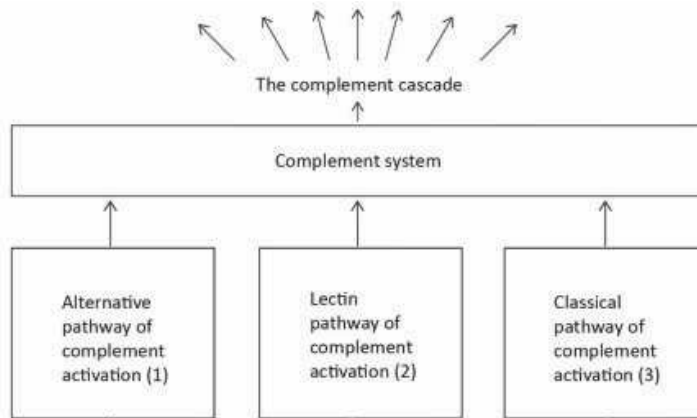 The complement cascade
Complement system
Alternative
pathway of
complement
activation (1)
Lectin
pathway of
complement
activation (2)
Classical
pathway of
complement
activation (3)